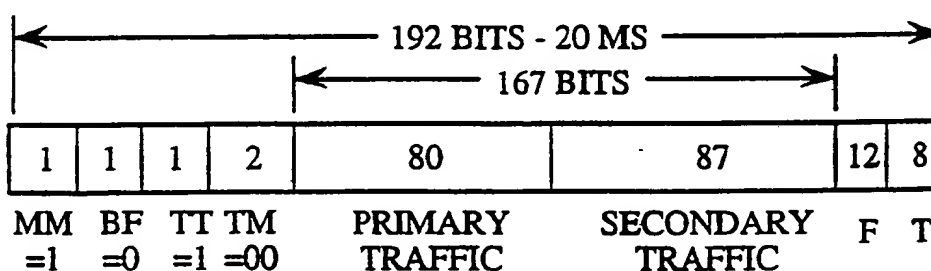 192 BITS - 20 MS
167 BITS
1 1 1 2 80 87 12 8
MM BF TT TM PRIMARY SECONDARY F T
=1 =0 =1 =00 TRAFFIC TRAFFIC